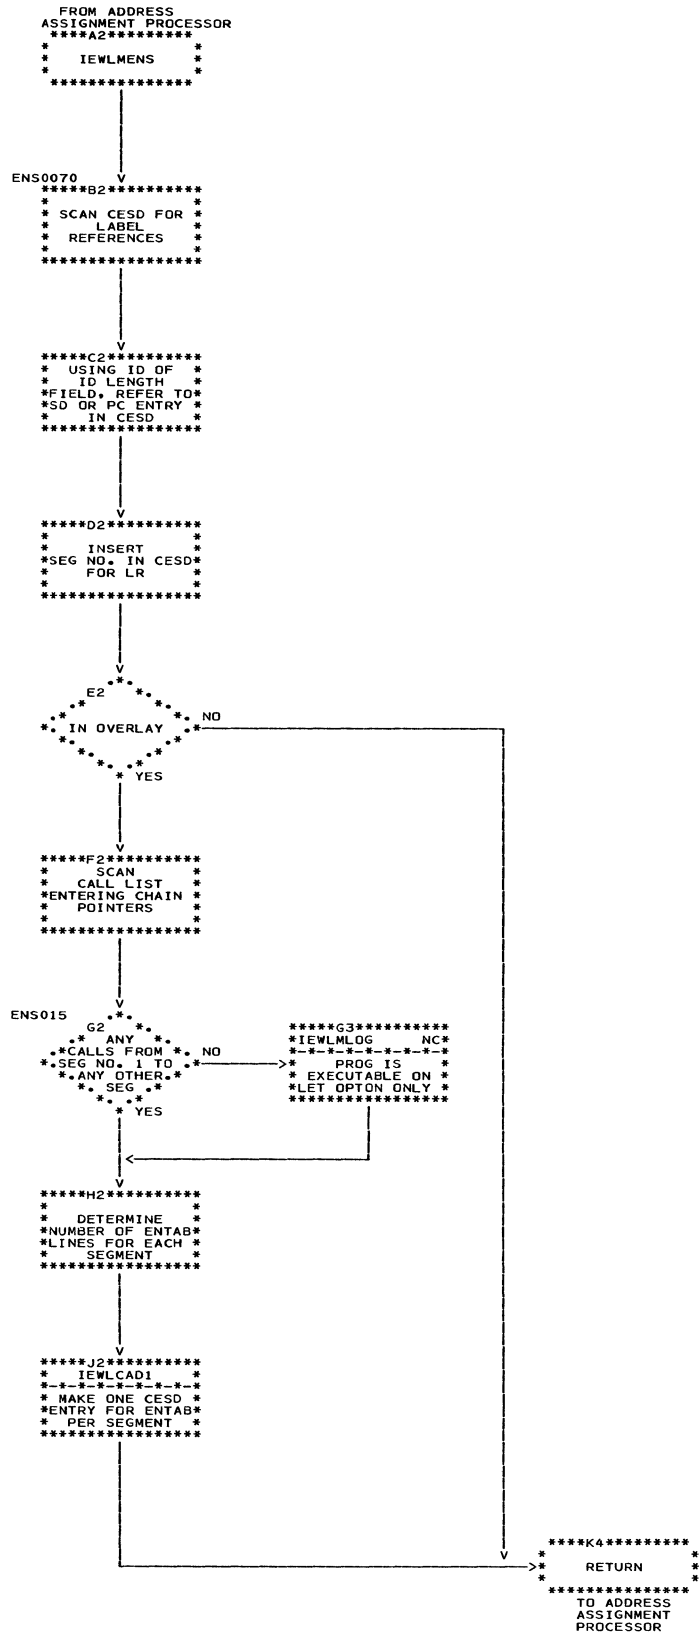 FROM ADDRESS
ASSIGNMENT PROCESSOR
****A2*********
* IEWLMENS *
***************
ENS0070
*****B2**********
* SCAN CESD FOR *
* LABEL *
* REFERENCES *
*****************
*****C2**********
* USING ID OF *
* ID LENGTH *
*FIELD, REFER TO*
*SD OR PC ENTRY *
* IN CESD *
*****************
*****D2**********
* INSERT *
*SEG NO. IN CESD*
* FOR LR *
*****************
E2
IN OVERLAY
NO
YES
*****F2**********
* SCAN *
* CALL LIST *
*ENTERING CHAIN *
* POINTERS *
*****************
ENS015
G2
ANY
CALLS FROM
SEG NO. 1 TO
ANY OTHER
SEG
NO
YES
*****G3**********
*IEWLMLOG NC*
*-*-*-*-*-*-*-*-*
* PROG IS *
* EXECUTABLE ON *
*LET OPTON ONLY *
*****************
*****H2**********
* DETERMINE *
*NUMBER OF ENTAB*
*LINES FOR EACH *
* SEGMENT *
*****************
*****J2**********
* IEWLCAD1 *
*-*-*-*-*-*-*-*-*
* MAKE ONE CESD *
*ENTRY FOR ENTAB*
* PER SEGMENT *
*****************
****K4*********
* RETURN *
***************
TO ADDRESS
ASSIGNMENT
PROCESSOR